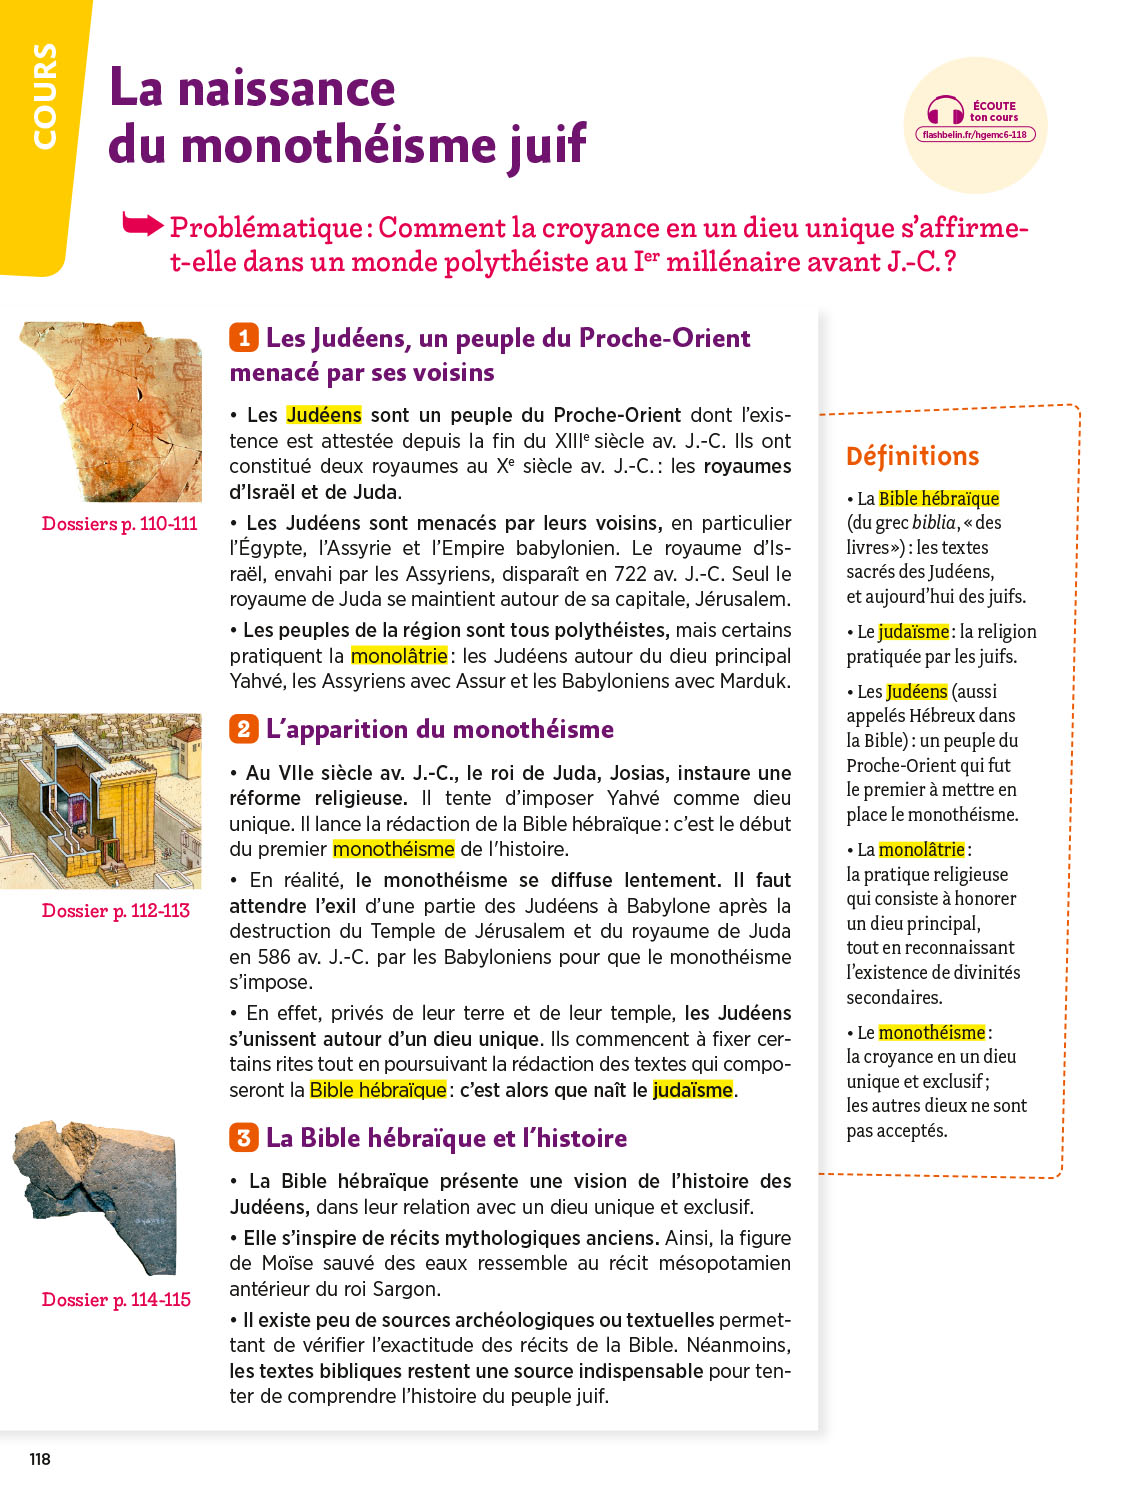 COURS
La naissance
du monothéisme juif
ÉCOUTE
ton cours
flashbelin.fr/hgemc6-118
Problématique : Comment la croyance en un dieu unique s’affirme-
t-elle dans un monde polythéiste au Ier millénaire avant J.-C. ?
Dossiers p. 110-111
1 Les Judéens, un peuple du Proche-Orient
menacé par ses voisins
• Les Judéens sont un peuple du Proche-Orient dont l’exis-
tence est attestée depuis la fin du XIIIe siècle av. J.-C. Ils ont
constitué deux royaumes au Xe siècle av. J.-C. : les royaumes
d’Israël et de Juda.
• Les Judéens sont menacés par leurs voisins, en particulier
l’Égypte, l’Assyrie et l’Empire babylonien. Le royaume d’Is-
raël, envahi par les Assyriens, disparaît en 722 av. J.-C. Seul le
royaume de Juda se maintient autour de sa capitale, Jérusalem.
• Les peuples de la région sont tous polythéistes, mais certains
pratiquent la monolâtrie : les Judéens autour du dieu principal
Yahvé, les Assyriens avec Assur et les Babyloniens avec Marduk.
Dossier p. 112-113
2 L’apparition du monothéisme
• Au VIIe siècle av. J.-C., le roi de Juda, Josias, instaure une
réforme religieuse. Il tente d’imposer Yahvé comme dieu
unique. Il lance la rédaction de la Bible hébraïque : c’est le début
du premier monothéisme de l'histoire.
• En réalité, le monothéisme se diffuse lentement. Il faut
attendre l’exil d’une partie des Judéens à Babylone après la
destruction du Temple de Jérusalem et du royaume de Juda
en 586 av. J.-C. par les Babyloniens pour que le monothéisme
s’impose.
• En effet, privés de leur terre et de leur temple, les Judéens
s’unissent autour d’un dieu unique. Ils commencent à fixer cer-
tains rites tout en poursuivant la rédaction des textes qui compo-
seront la Bible hébraïque : c’est alors que naît le judaïsme.
Dossier p. 114-115
3 La Bible hébraïque et l’histoire
• La Bible hébraïque présente une vision de l’histoire des
Judéens, dans leur relation avec un dieu unique et exclusif.
• Elle s’inspire de récits mythologiques anciens. Ainsi, la figure
de Moïse sauvé des eaux ressemble au récit mésopotamien
antérieur du roi Sargon.
• Il existe peu de sources archéologiques ou textuelles permet-
tant de vérifier l’exactitude des récits de la Bible. Néanmoins,
les textes bibliques restent une source indispensable pour ten-
ter de comprendre l’histoire du peuple juif.
Définitions
• La Bible hébraïque
(du grec biblia, « des
livres ») : les textes
sacrés des Judéens,
et aujourd’hui des juifs.
• Le judaïsme : la religion
pratiquée par les juifs.
• Les Judéens (aussi
appelés Hébreux dans
la Bible) : un peuple du
Proche-Orient qui fut
le premier à mettre en
place le monothéisme.
• La monolâtrie :
la pratique religieuse
qui consiste à honorer
un dieu principal,
tout en reconnaissant
l’existence de divinités
secondaires.
• Le monothéisme :
la croyance en un dieu
unique et exclusif ;
les autres dieux ne sont
pas acceptés.
118